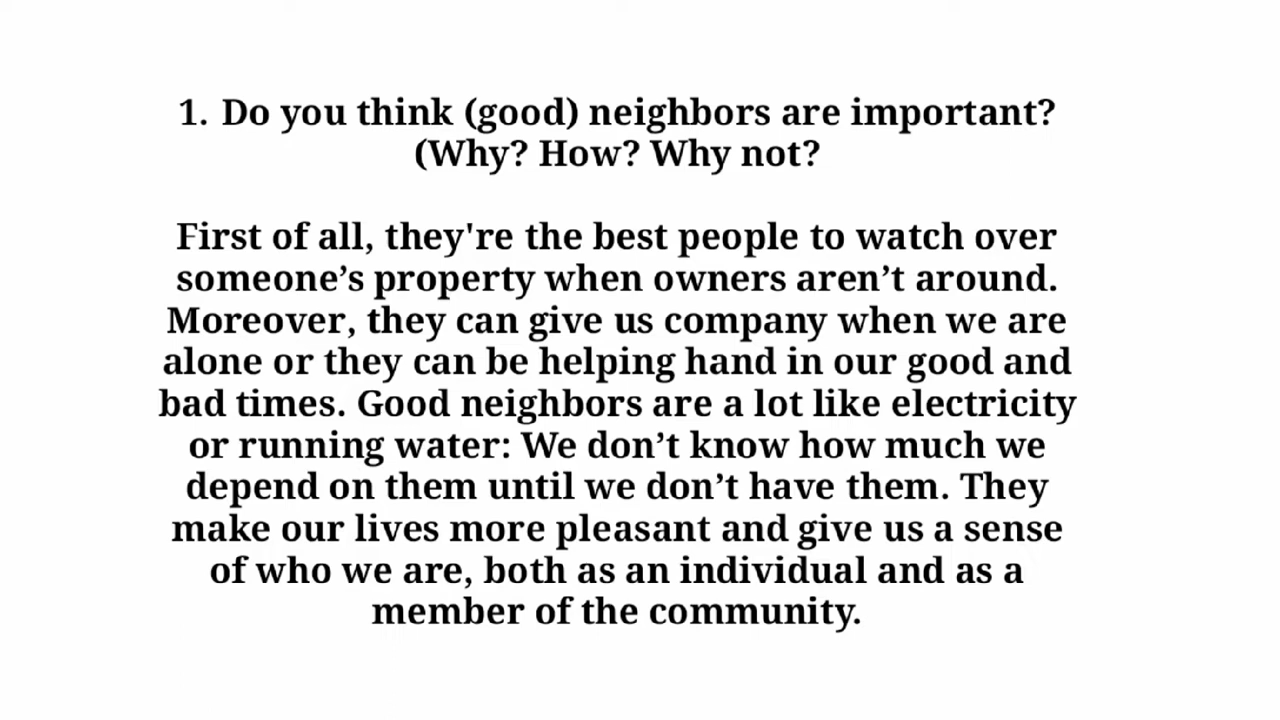 1. Do you think (good) neighbors are important?
(Why? How? Why not?
First of all, they're the best people to watch over
someone’s property when owners aren’t around.
Moreover, they can give us company when we are
alone or they can be helping hand in our good and
bad times. Good neighbors are a lot like electricity
or running water: We don’t know how much we
depend on them until we don’t have them. They
make our lives more pleasant and give us a sense
of who we are, both as an individual and as a
member of the community.